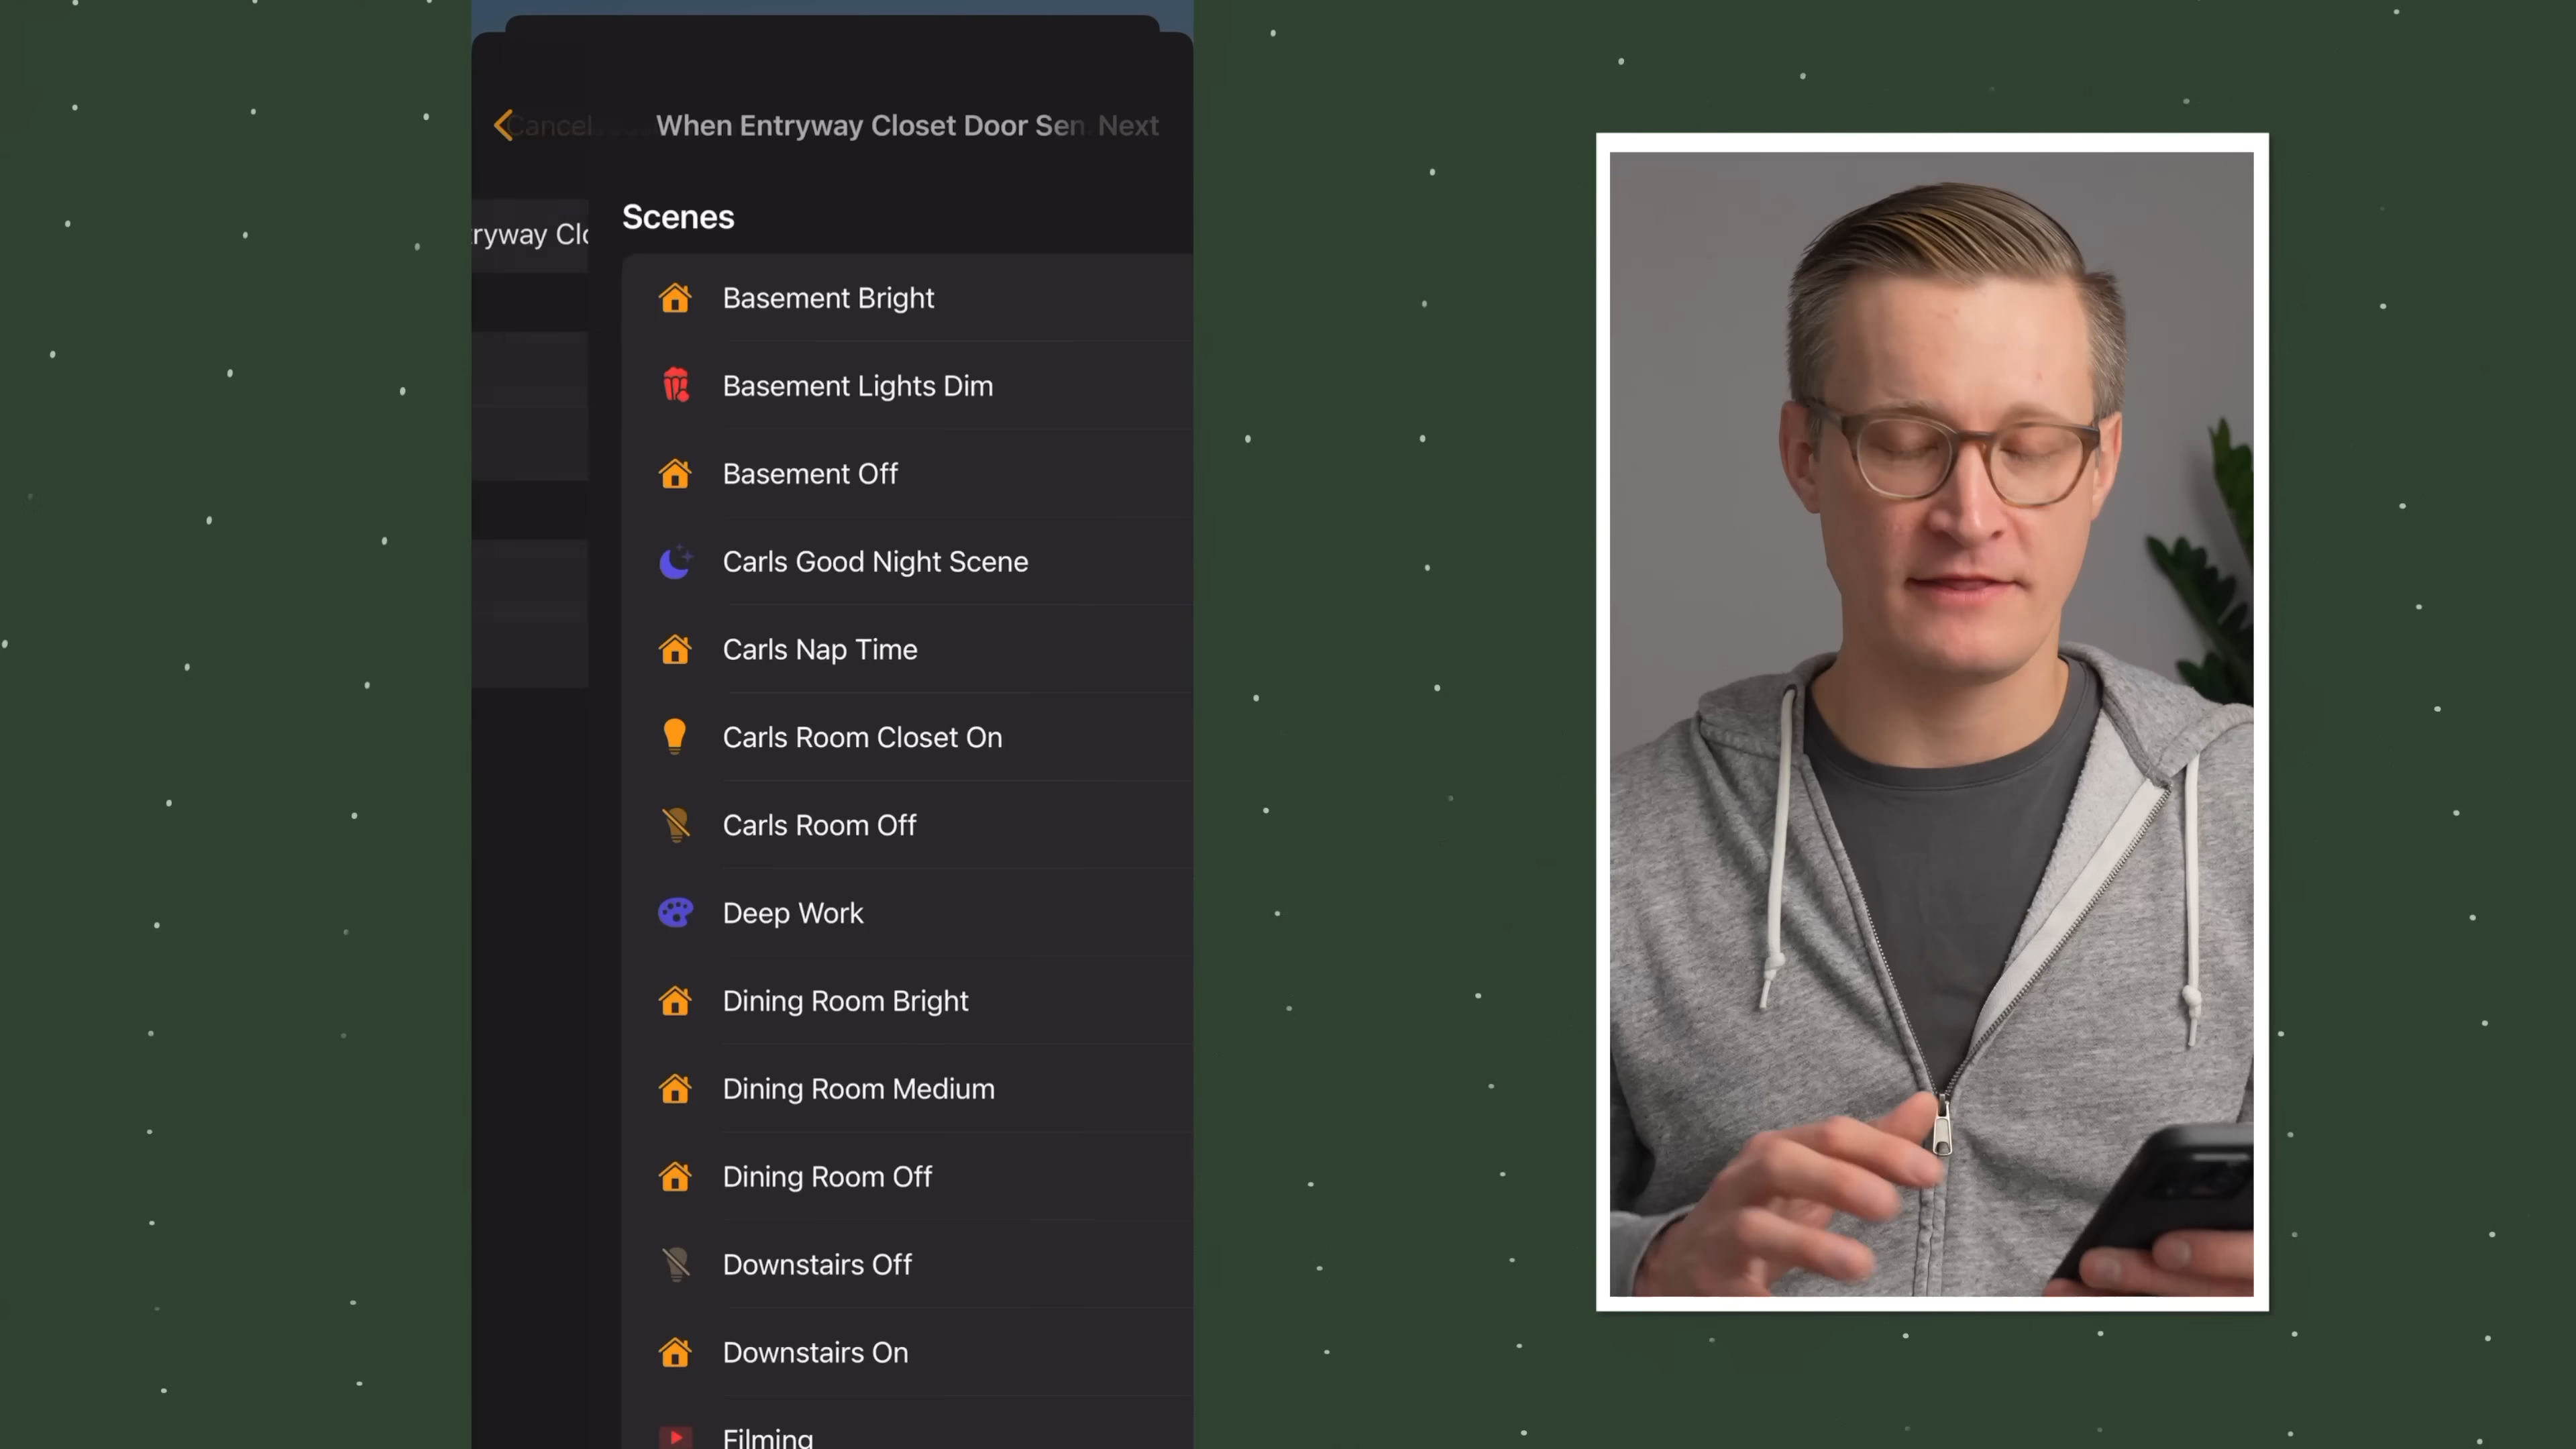 Cancel
When Entryway Closet Door Sen
Next
ryway Clo
Scenes
Basement Bright
Basement Lights Dim
Basement Off
Carls Good Night Scene
Carls Nap Time
Carls Room Closet On
Carls Room Off
Deep Work
Dining Room Bright
Dining Room Medium
Dining Room Off
Downstairs Off
Downstairs On
Filming